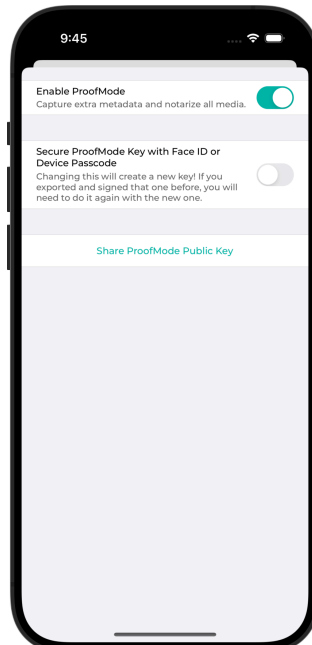 9:45
Enable ProofMode
Capture extra metadata and notarize all media.
Secure ProofMode Key with Face ID or
Device Passcode
Changing this will create a new key! If you
exported and signed that one before, you will
need to do it again with the new one.
Share ProofMode Public Key